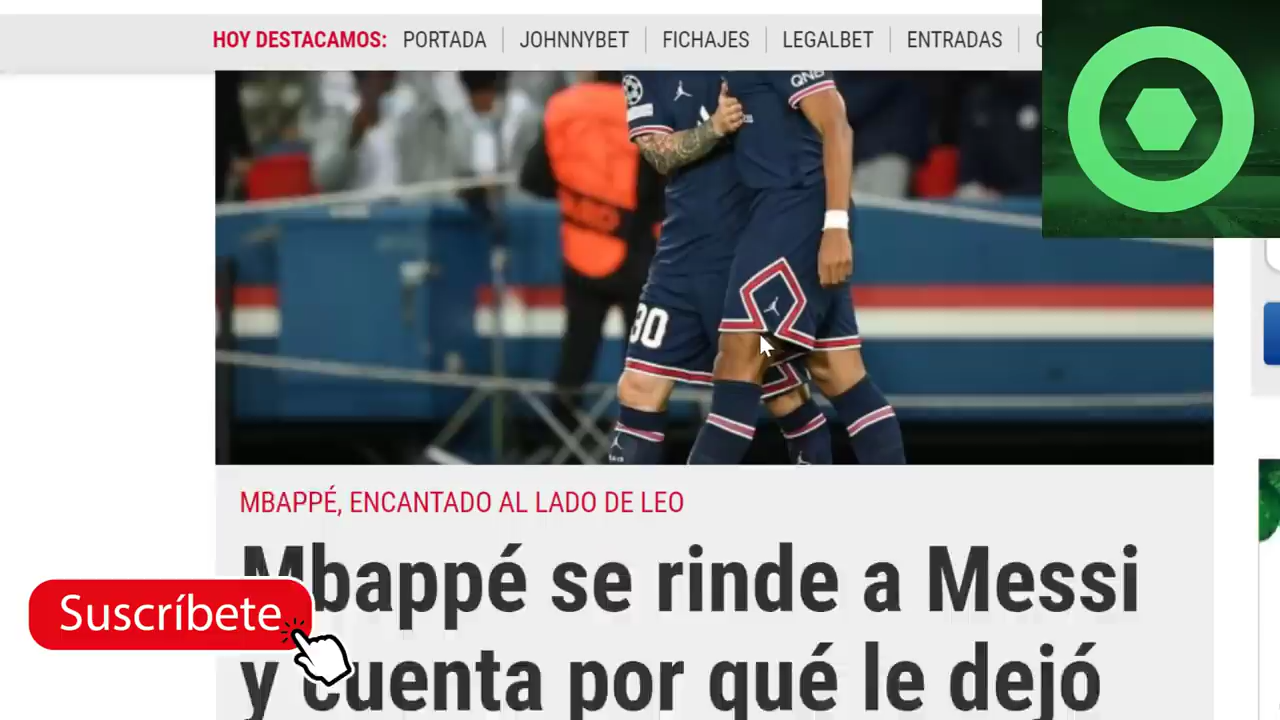 HOY DESTACAMOS: PORTADA JOHNNYBET FICHAJES LEGALBET ENTRADAS
QNB
30
MBAPPÉ, ENCANTADO AL LADO DE LEO
Mbappé se rinde a Messi
y cuenta por qué le dejó
Suscríbete